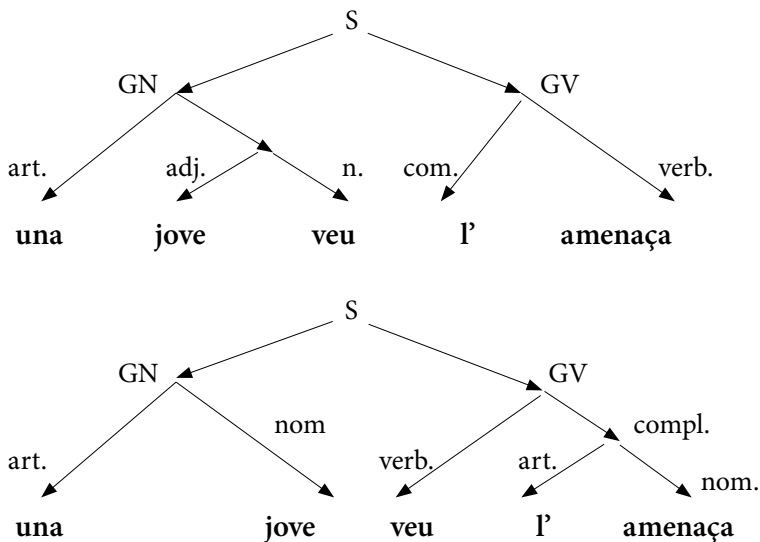 S
GN GV
art. adj. n. com. verb.
una jove veu l’ amenaça
S
GN GV
nom compl.
art. verb. art.
nom.
una jove veu l’ amenaça